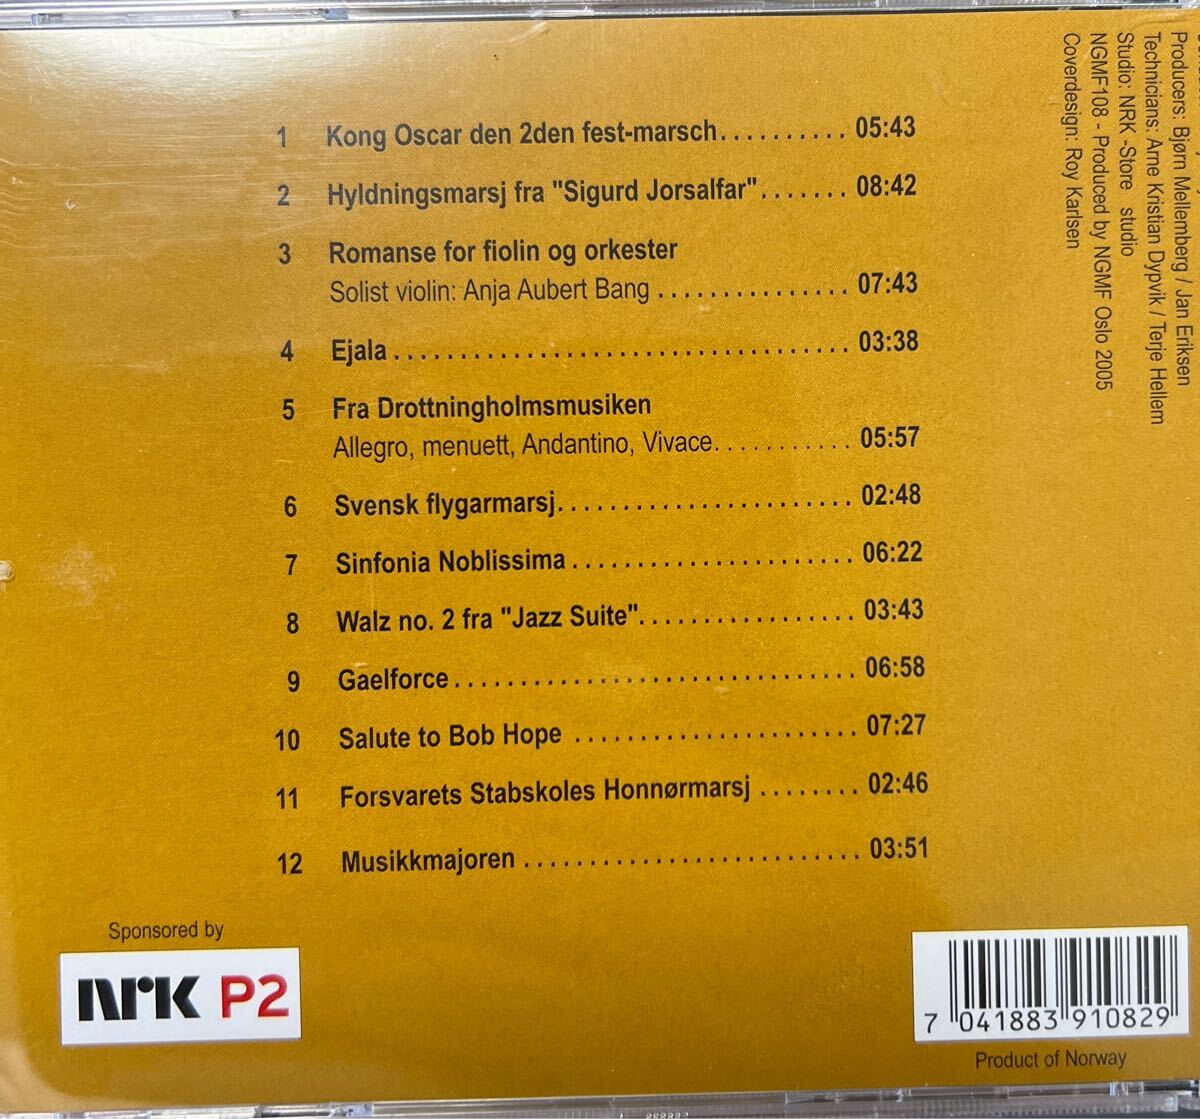 1 Kong Oscar den 2den fest-marsch.......... 05:43
2 Hyldningsmarsj fra "Sigurd Jorsalfar"....... 08:42
3 Romanse for fiolin og orkester
Solist violin: Anja Aubert Bang ............... 07:43
4 Ejala................................... 03:38
5 Fra Drottningholmsmusiken
Allegro, menuett, Andantino, Vivace........... 05:57
6 Svensk flygarmarsj....................... 02:48
7 Sinfonia Noblissima ...................... 06:22
8 Walz no. 2 fra "Jazz Suite"................. 03:43
9 Gaelforce............................... 06:58
10 Salute to Bob Hope ...................... 07:27
11 Forsvarets Stabskoles Honnørmarsj ........ 02:46
12 Musikkmajoren .......................... 03:51
Producers: Bjørn Mellemberg / Jan Eriksen
Technicians: Arne Kristian Dypvik / Terje Hellem
Studio: NRK -Store studio
NGMF108 - Produced by NGMF Oslo 2005
Coverdesign: Roy Karlsen
Sponsored by
NRK P2
7 041883 910829
Product of Norway